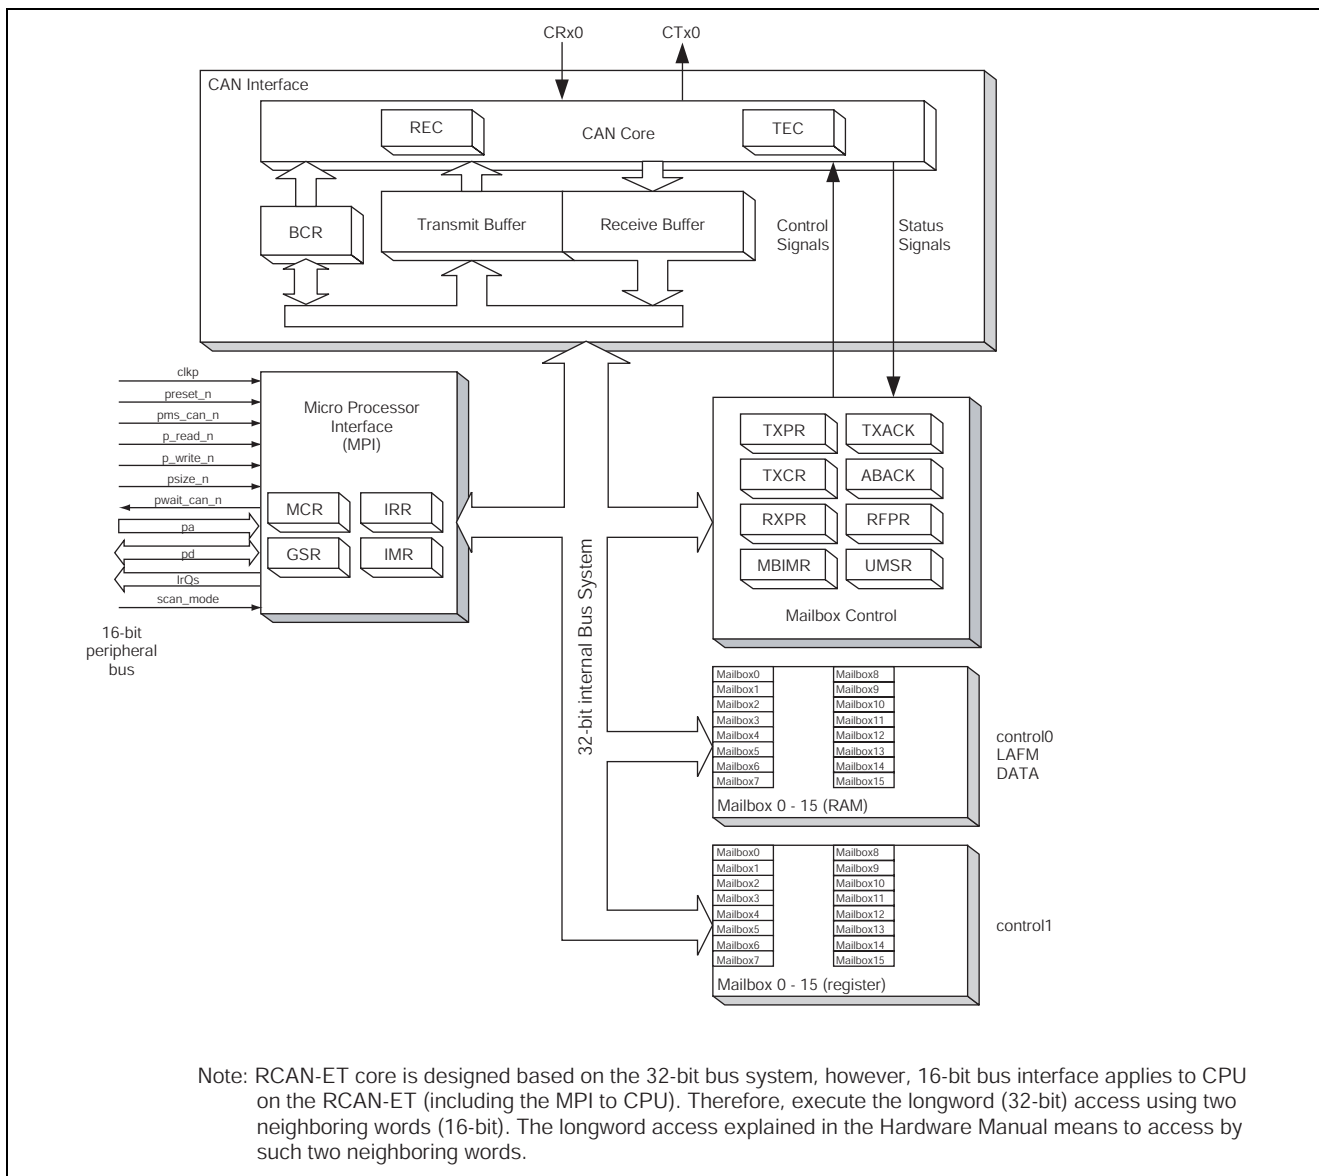 CRx0
CTx0
CAN Interface
REC
CAN Core
TEC
BCR
Transmit Buffer
Receive Buffer
Control
Signals
Status
Signals
clkp
preset_n
pms_can_n
p_read_n
p_write_n
psize_n
pwait_can_n
pa
pd
IrQs
scan_mode
16-bit
peripheral
bus
Micro Processor
Interface
(MPI)
MCR
IRR
GSR
IMR
32-bit internal Bus System
TXPR
TXACK
TXCR
ABACK
RXPR
RFPR
MBIMR
UMSR
Mailbox Control
Mailbox0
Mailbox1
Mailbox2
Mailbox3
Mailbox4
Mailbox5
Mailbox6
Mailbox7
Mailbox8
Mailbox9
Mailbox10
Mailbox11
Mailbox12
Mailbox13
Mailbox14
Mailbox15
Mailbox 0 - 15 (RAM)
control0
LAFM
DATA
Mailbox0
Mailbox1
Mailbox2
Mailbox3
Mailbox4
Mailbox5
Mailbox6
Mailbox7
Mailbox8
Mailbox9
Mailbox10
Mailbox11
Mailbox12
Mailbox13
Mailbox14
Mailbox15
Mailbox 0 - 15 (register)
control1
Note: RCAN-ET core is designed based on the 32-bit bus system, however, 16-bit bus interface applies to CPU
on the RCAN-ET (including the MPI to CPU). Therefore, execute the longword (32-bit) access using two
neighboring words (16-bit). The longword access explained in the Hardware Manual means to access by
such two neighboring words.